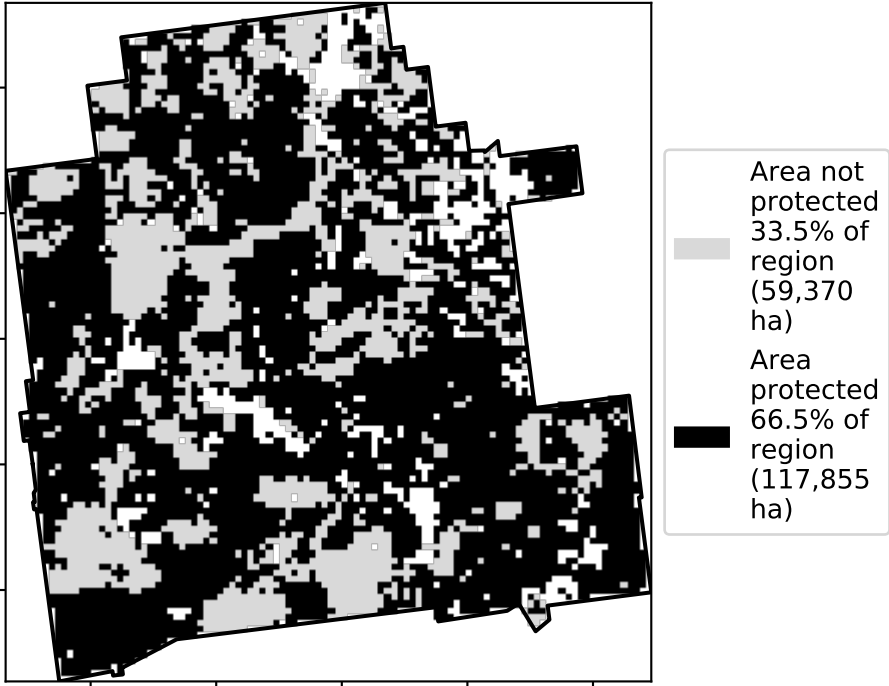 Area not
protected
33.5% of
region
(59,370
ha)
Area
protected
66.5% of
region
(117,855
ha)